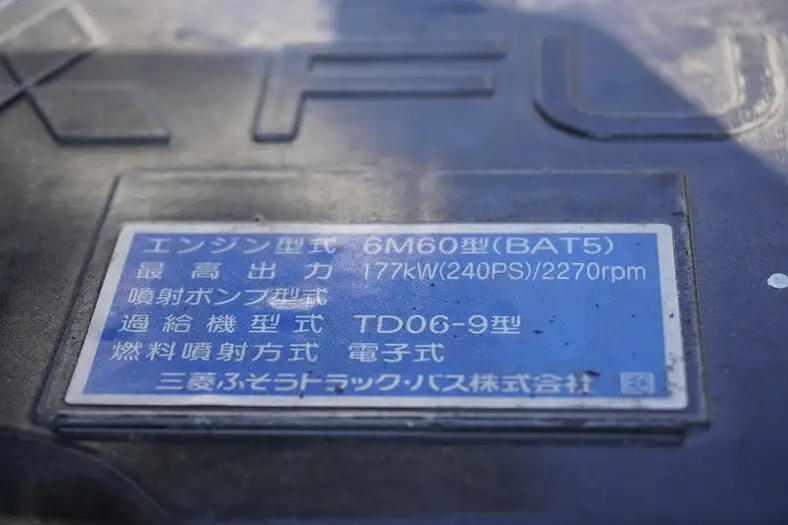 FU
エンジン型式 6M60型(BAT5)
最高出力 177kW(240PS)/2270rpm
噴射ポンプ型式
過給機型式 TD06-9型
燃料噴射方式 電子式
三菱ふそうトラック・バス株式会社 EO